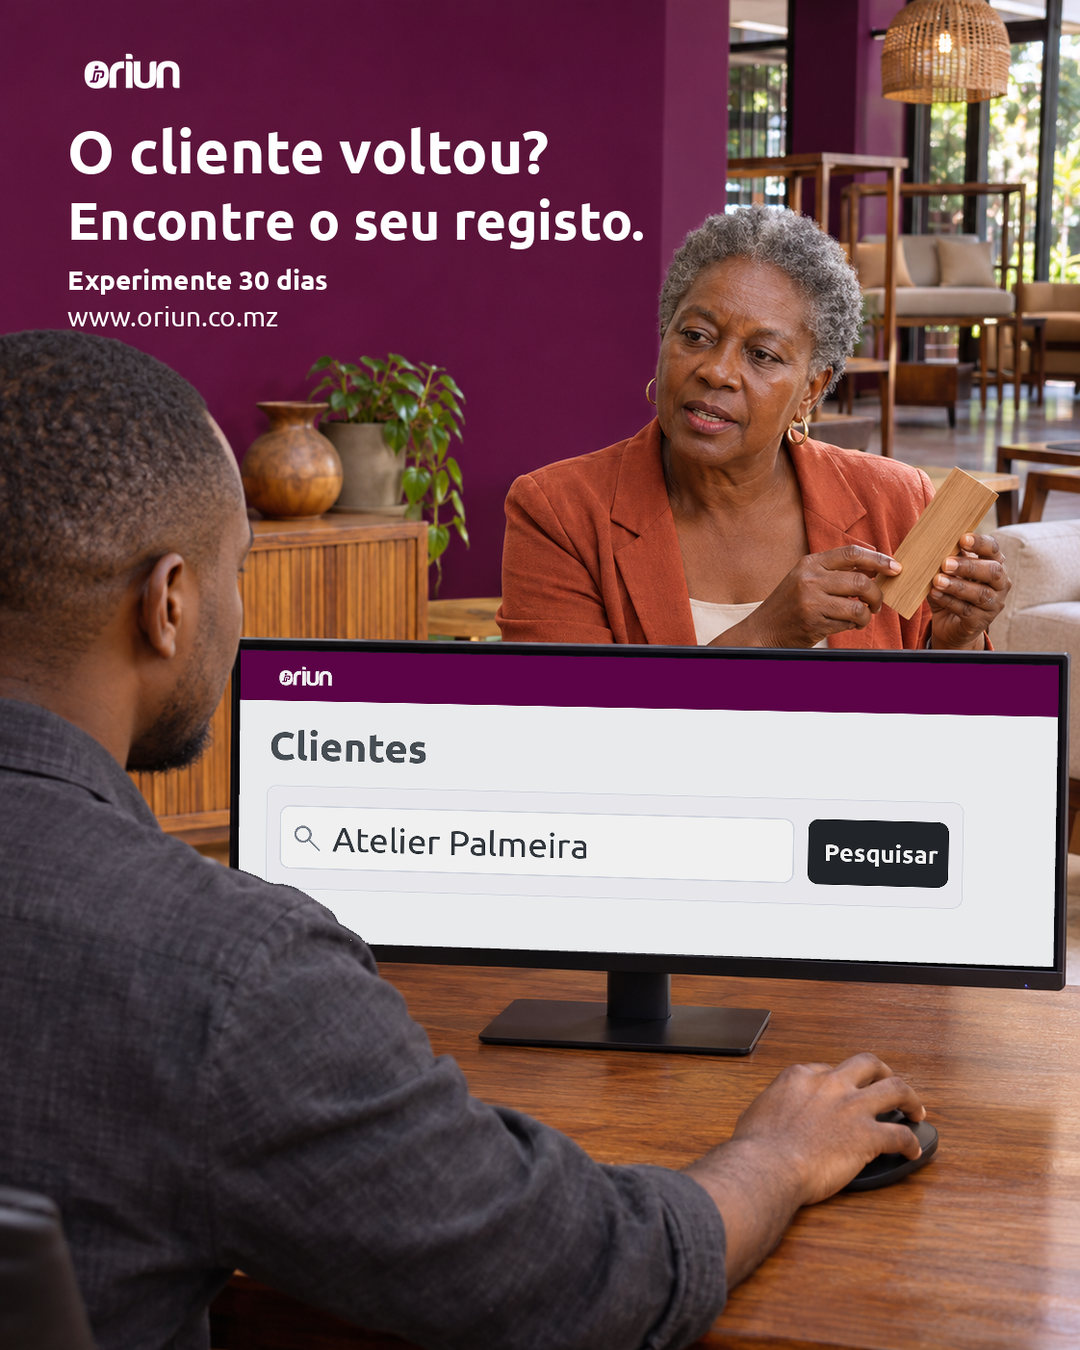 oriun
O cliente voltou?
Encontre o seu registo.
Experimente 30 dias
www.oriun.co.mz
oriun
Clientes
Atelier Palmeira
Pesquisar